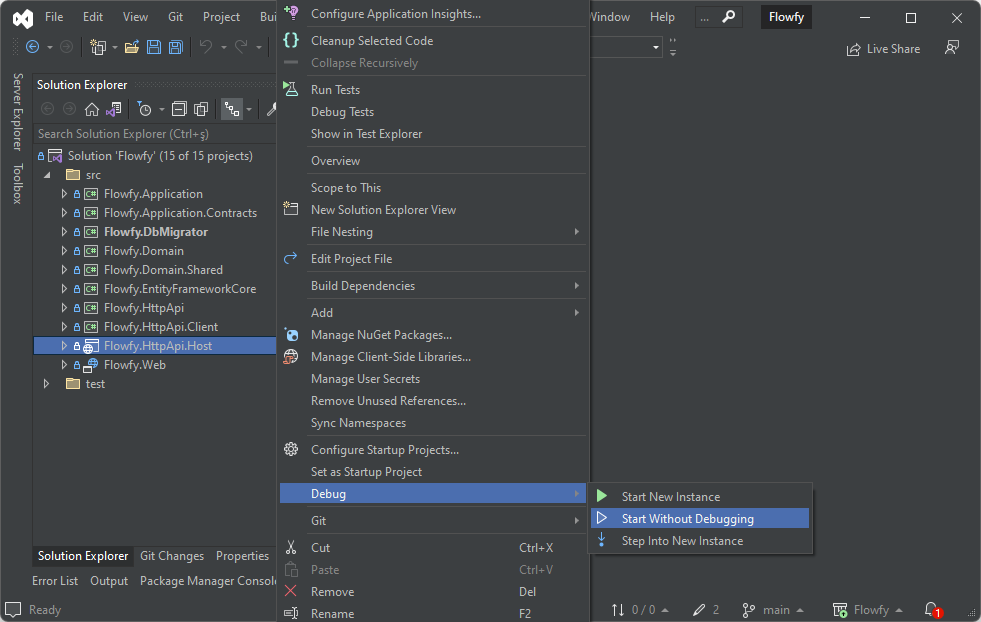 File Edit View Git Project Window Help ... Flowfy
Live Share
Server Explorer
Toolbox
Solution Explorer
Search Solution Explorer (Ctrl+ş)
Solution 'Flowfy' (15 of 15 projects)
src
C# Flowfy.Application
C# Flowfy.Application.Contracts
C# Flowfy.DbMigrator
C# Flowfy.Domain
C# Flowfy.Domain.Shared
C# Flowfy.EntityFrameworkCore
C# Flowfy.HttpApi
C# Flowfy.HttpApi.Client
Flowfy.HttpApi.Host
Flowfy.Web
test
Solution Explorer Git Changes Properties
Error List Output Package Manager Console
Configure Application Insights...
Cleanup Selected Code
Collapse Recursively
Run Tests
Debug Tests
Show in Test Explorer
Overview
Scope to This
New Solution Explorer View
File Nesting
Edit Project File
Build Dependencies
Add
Manage NuGet Packages...
Manage Client-Side Libraries...
Manage User Secrets
Remove Unused References...
Sync Namespaces
Configure Startup Projects...
Set as Startup Project
Debug
Git
Cut Ctrl+X
Paste Ctrl+V
Remove Del
Rename F2
Start New Instance
Start Without Debugging
Step Into New Instance
Ready 0 / 0 2 main Flowfy 1